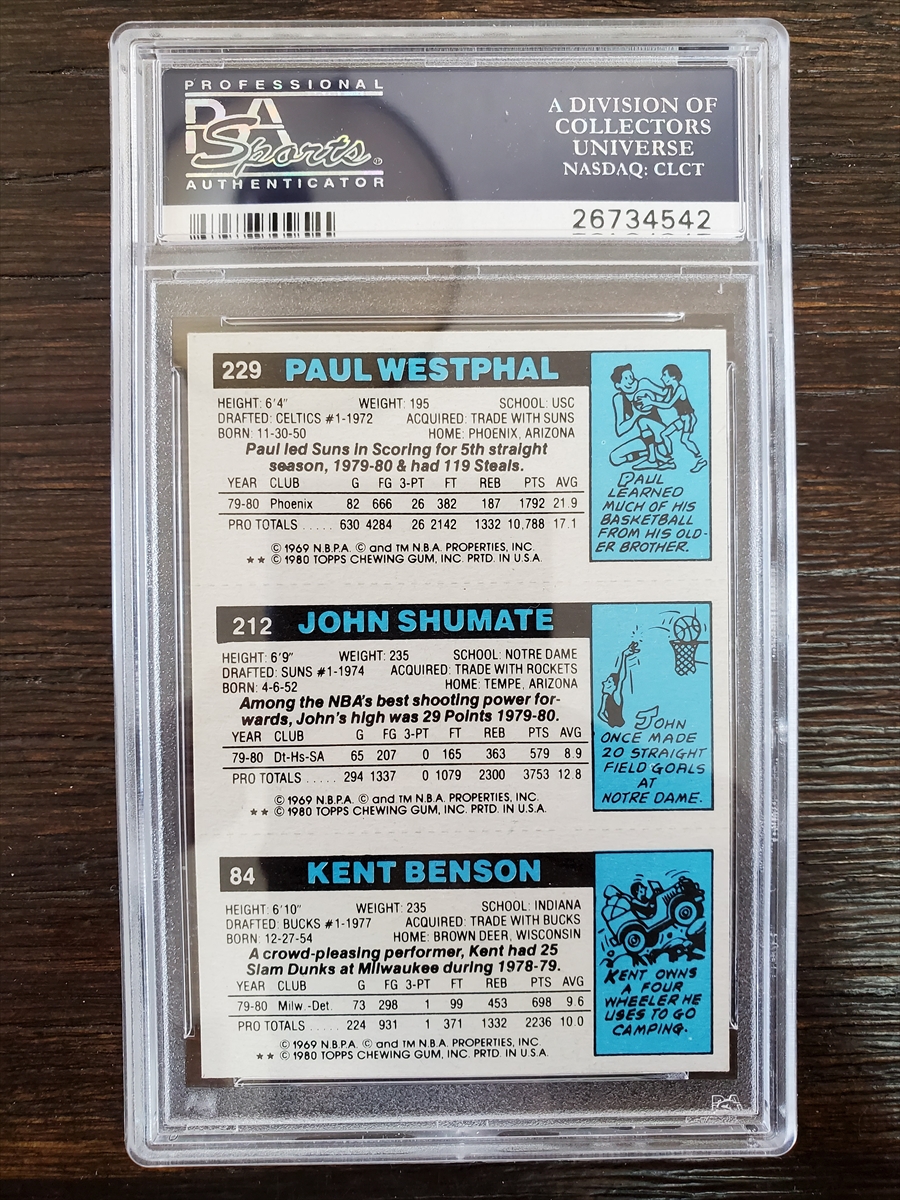 PROFESSIONAL
PSA
Sports®
AUTHENTICATOR
A DIVISION OF
COLLECTORS
UNIVERSE
NASDAQ: CLCT
26734542
229 PAUL WESTPHAL
HEIGHT: 6'4" WEIGHT: 195 SCHOOL: USC
DRAFTED: CELTICS #1-1972 ACQUIRED: TRADE WITH SUNS
BORN: 11-30-50 HOME: PHOENIX, ARIZONA
Paul led Suns in Scoring for 5th straight
season, 1979-80 & had 119 Steals.
YEAR CLUB G FG 3-PT FT REB PTS AVG
79-80 Phoenix 82 666 26 382 187 1792 21.9
PRO TOTALS ..... 630 4284 26 2142 1332 10,788 17.1
© 1969 N.B.P.A. © and TM N.B.A. PROPERTIES, INC.
★★ © 1980 TOPPS CHEWING GUM, INC. PRTD. IN U.S.A.
PAUL
LEARNED
MUCH OF HIS
BASKETBALL
FROM HIS OLD-
ER BROTHER.
212 JOHN SHUMATE
HEIGHT: 6'9" WEIGHT: 235 SCHOOL: NOTRE DAME
DRAFTED: SUNS #1-1974 ACQUIRED: TRADE WITH ROCKETS
BORN: 4-6-52 HOME: TEMPE, ARIZONA
Among the NBA's best shooting power for-
wards, John's high was 29 Points 1979-80.
YEAR CLUB G FG 3-PT FT REB PTS AVG
79-80 Dt-Hs-SA 65 207 0 165 363 579 8.9
PRO TOTALS ..... 294 1337 0 1079 2300 3753 12.8
© 1969 N.B.P.A. © and TM N.B.A. PROPERTIES, INC.
★★ © 1980 TOPPS CHEWING GUM, INC. PRTD. IN U.S.A.
JOHN
ONCE MADE
20 STRAIGHT
FIELD GOALS
AT
NOTRE DAME.
84 KENT BENSON
HEIGHT: 6'10" WEIGHT: 235 SCHOOL: INDIANA
DRAFTED: BUCKS #1-1977 ACQUIRED: TRADE WITH BUCKS
BORN: 12-27-54 HOME: BROWN DEER, WISCONSIN
A crowd-pleasing performer, Kent had 25
Slam Dunks at Milwaukee during 1978-79.
YEAR CLUB G FG 3-PT FT REB PTS AVG
79-80 Milw.-Det. 73 298 1 99 453 698 9.6
PRO TOTALS ..... 224 931 1 371 1332 2236 10.0
© 1969 N.B.P.A. © and TM N.B.A. PROPERTIES, INC.
★★ © 1980 TOPPS CHEWING GUM, INC. PRTD. IN U.S.A.
KENT OWNS
A FOUR
WHEELER HE
USES TO GO
CAMPING.
PSA